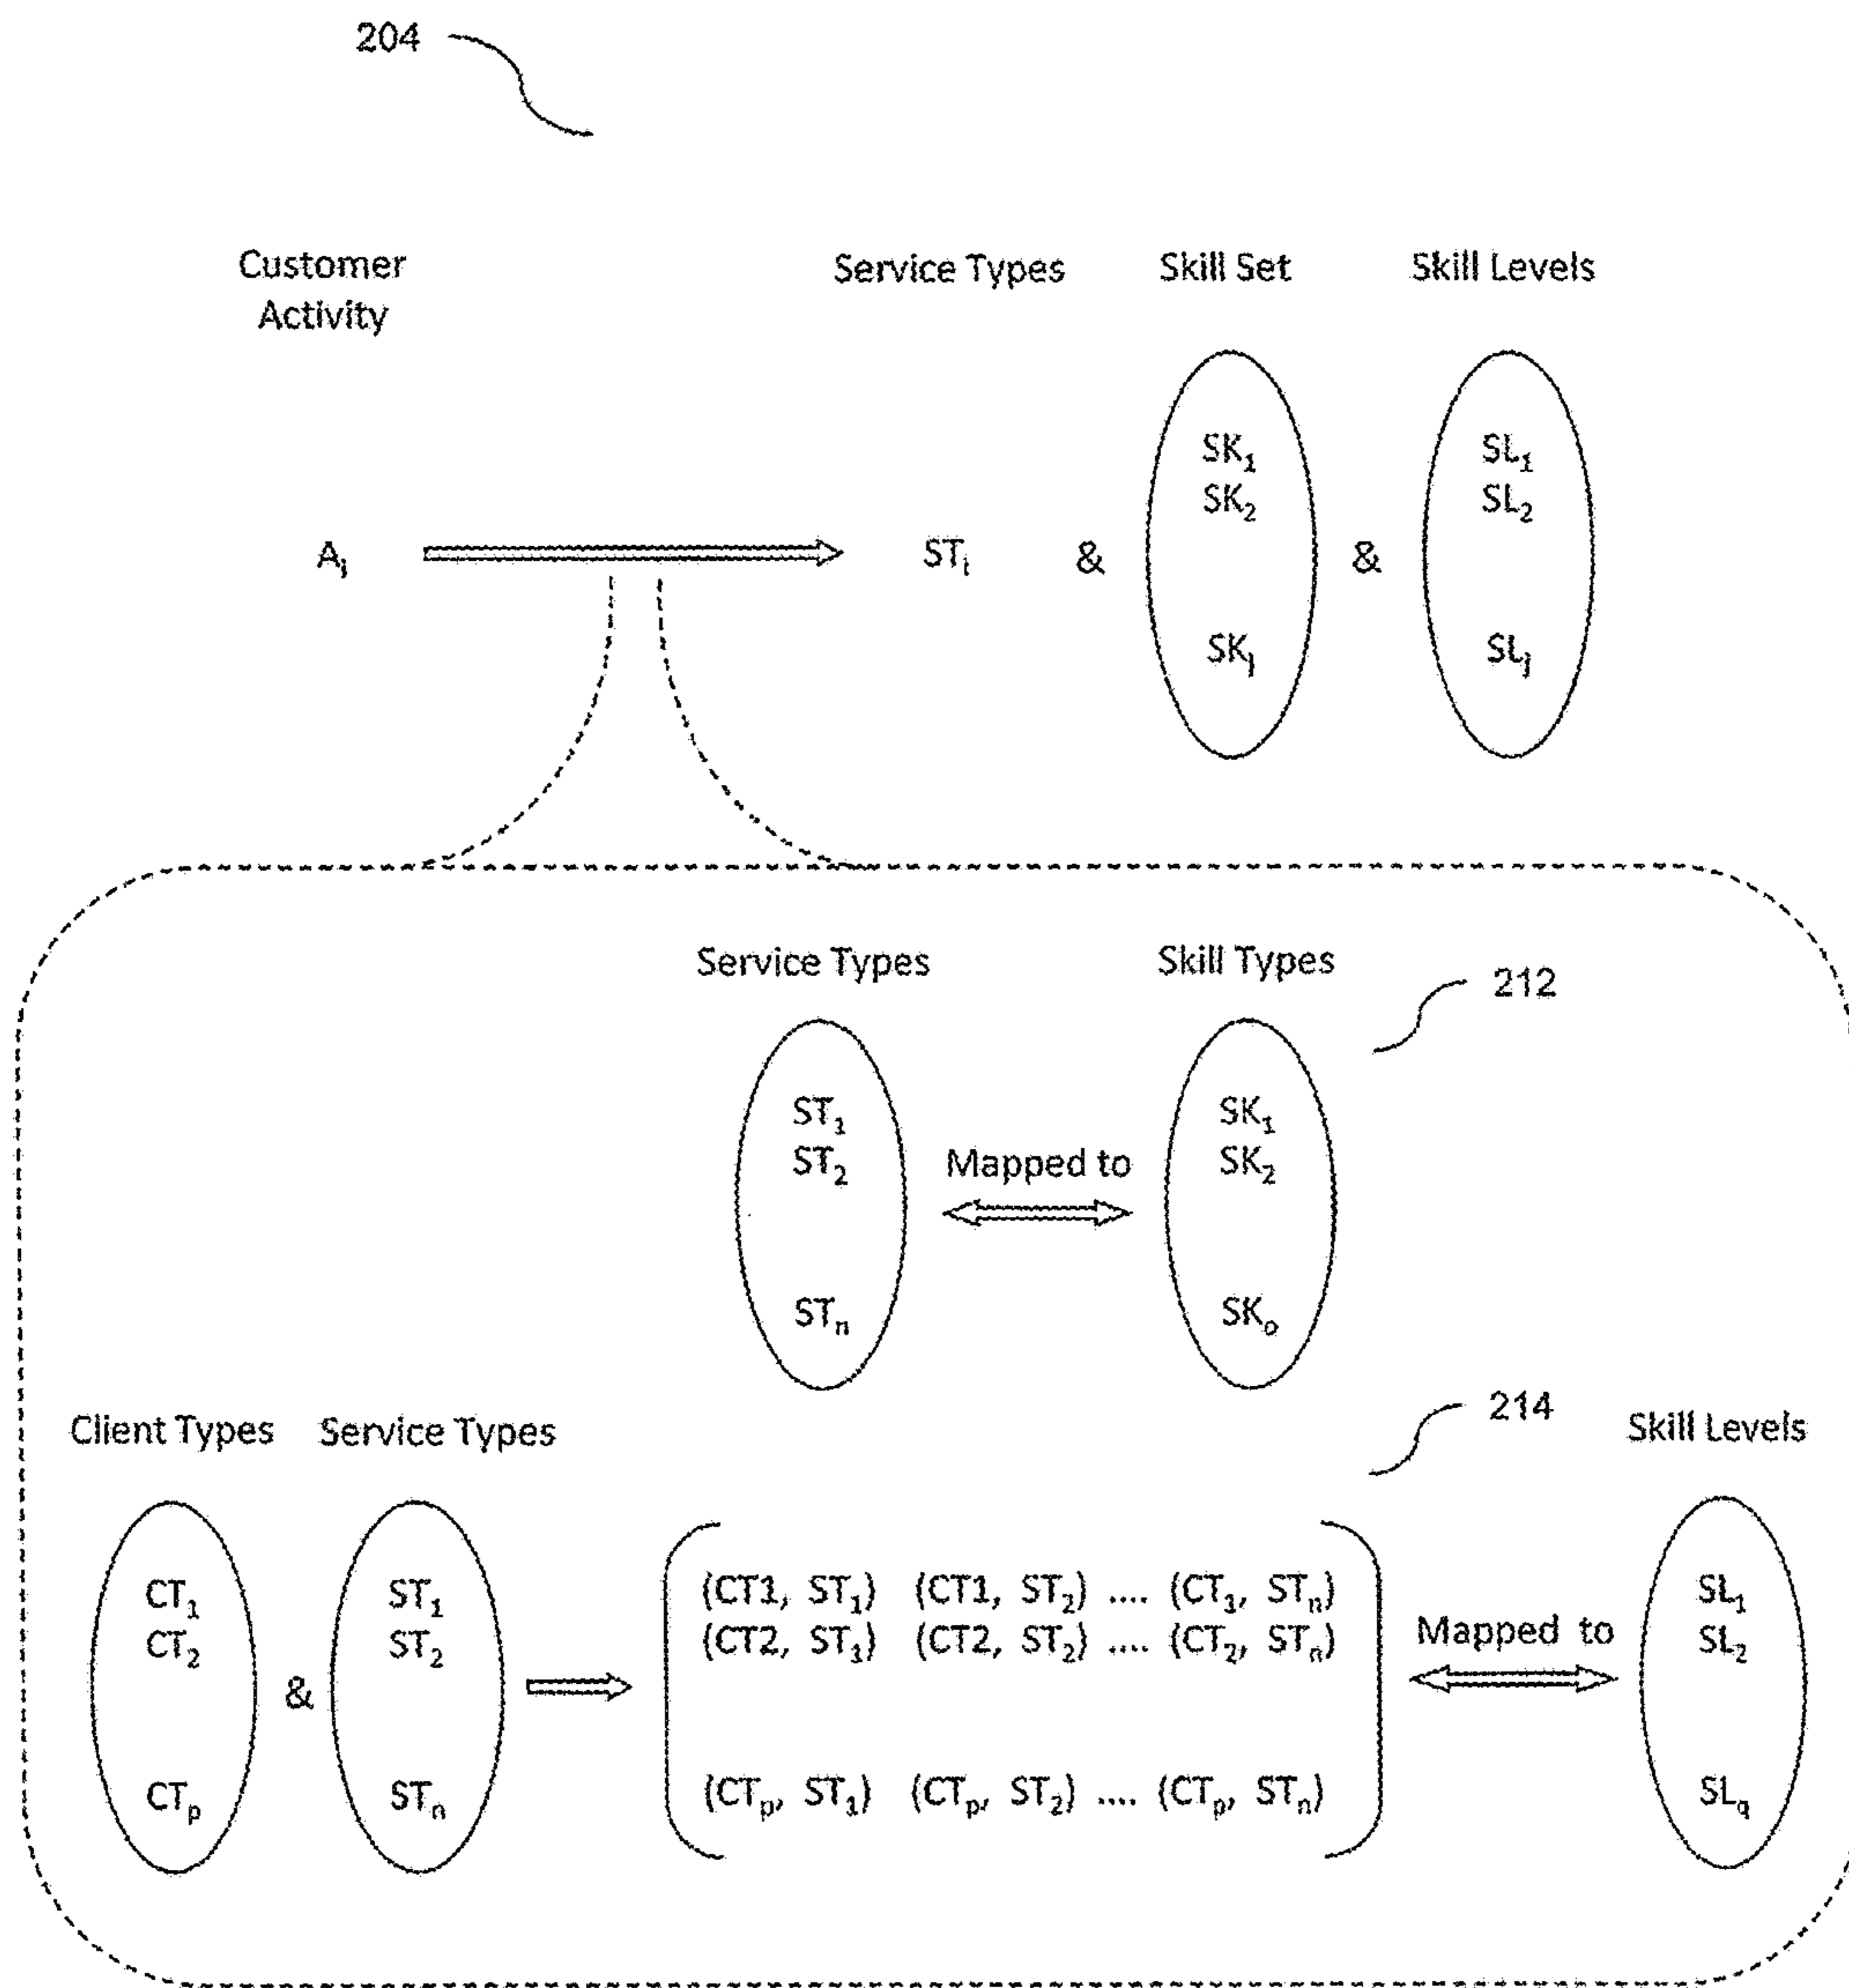 204
Customer Activity
Service Types Skill Set Skill Levels
SK₁ SL₁
SK₂ SL₂
Aᵢ STᵢ & &
SKⱼ SLⱼ
Service Types Skill Types
212
ST₁ SK₁
ST₂ Mapped to SK₂
STₙ SKₒ
214
Client Types Service Types Skill Levels
CT₁ ST₁ (CT1, ST₁) (CT1, ST₂) .... (CT₁, STₙ) SL₁
CT₂ ST₂ (CT2, ST₁) (CT2, ST₂) .... (CT₂, STₙ) Mapped to SL₂
&
CTₚ STₙ (CTₚ, ST₁) (CTₚ, ST₂) .... (CTₚ, STₙ) SL_q